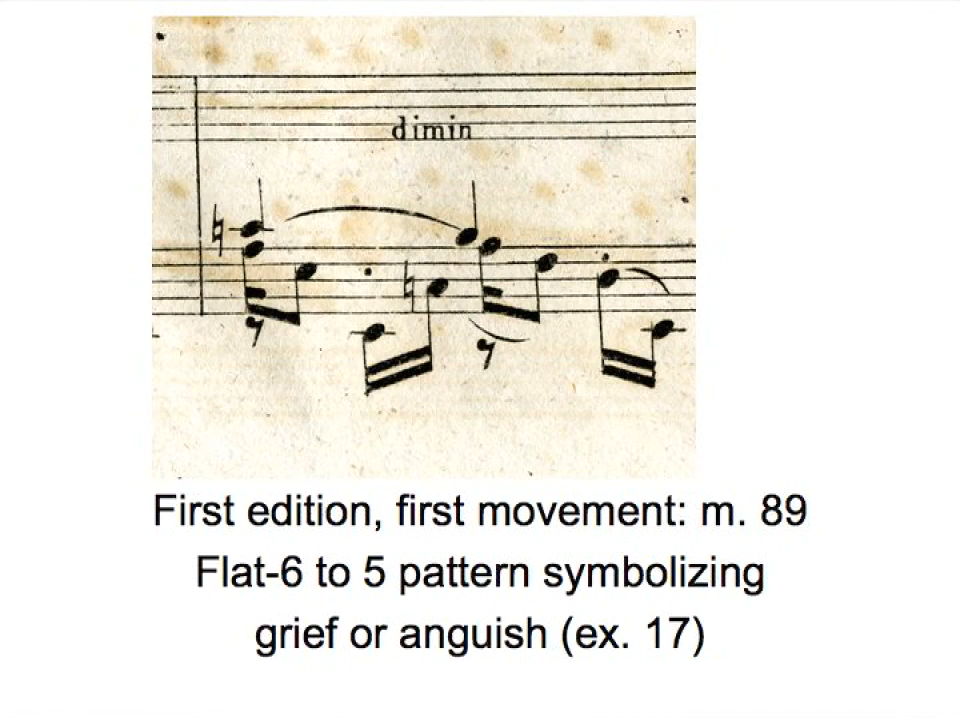 dimin
First edition, first movement: m. 89
Flat-6 to 5 pattern symbolizing
grief or anguish (ex. 17)